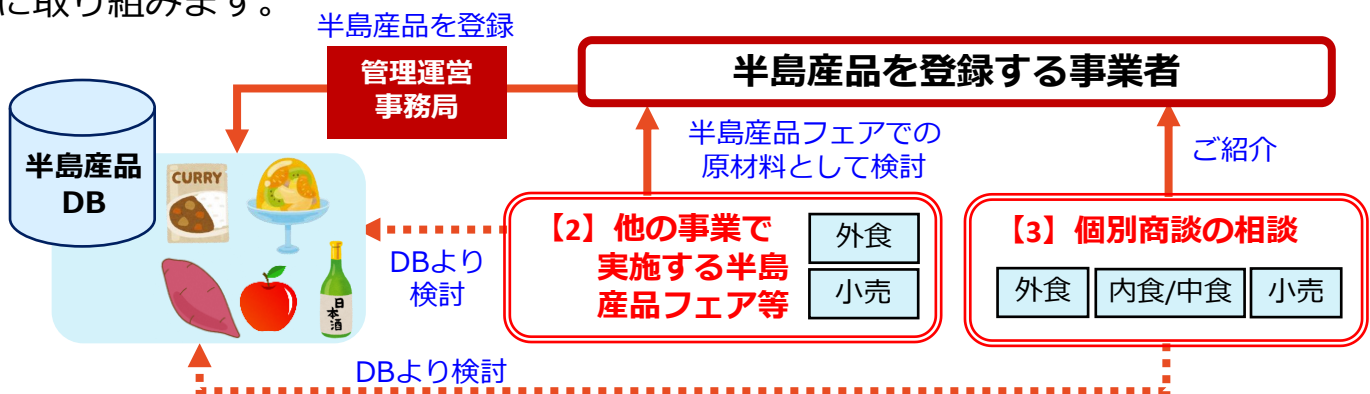 に取り組みます。
半島産品を登録
管理運営
事務局
半島産品を登録する事業者
半島産品
DB
CURRY
日本酒
半島産品フェアでの
原材料として検討
ご紹介
DBより
検討
【2】他の事業で
実施する半島
産品フェア等
外食
小売
【3】個別商談の相談
外食
内食/中食
小売
DBより検討